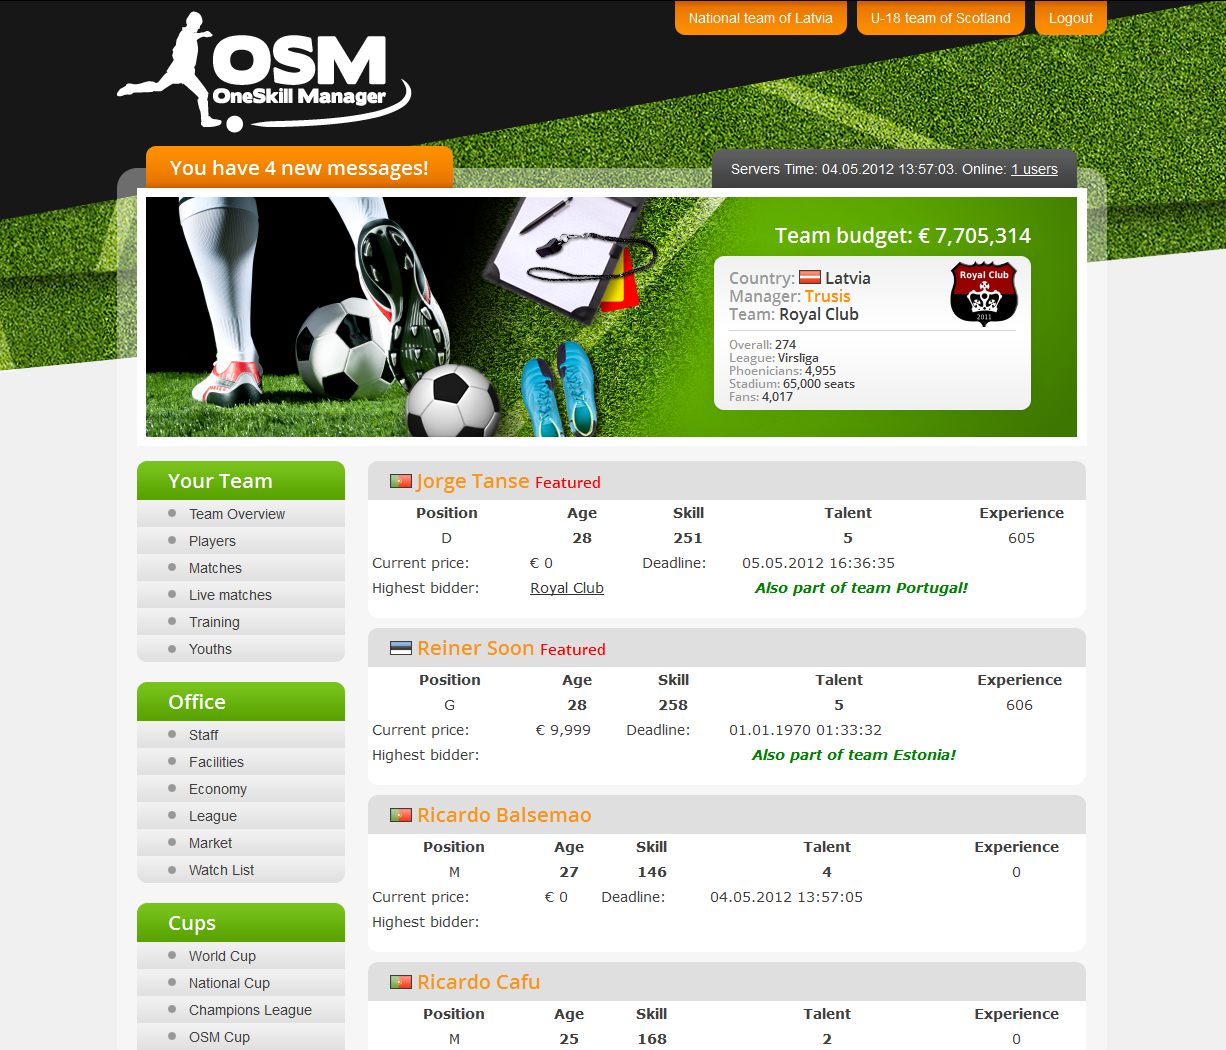 National team of Latvia
U-18 team of Scotland
Logout
OSM
OneSkill Manager
You have 4 new messages!
Servers Time: 04.05.2012 13:57:03. Online: 1 users
Team budget: € 7,705,314
Country: Latvia
Manager: Trusis
Team: Royal Club
Royal Club
2011
Overall: 274
League: Virslīga
Phoenicians: 4,955
Stadium: 65,000 seats
Fans: 4,017
Your Team
Team Overview
Players
Matches
Live matches
Training
Youths
Office
Staff
Facilities
Economy
League
Market
Watch List
Cups
World Cup
National Cup
Champions League
OSM Cup
Jorge Tanse Featured
Position Age Skill Talent Experience
D 28 251 5 605
Current price: € 0 Deadline: 05.05.2012 16:36:35
Highest bidder: Royal Club Also part of team Portugal!
Reiner Soon Featured
Position Age Skill Talent Experience
G 28 258 5 606
Current price: € 9,999 Deadline: 01.01.1970 01:33:32
Highest bidder: Also part of team Estonia!
Ricardo Balsemao
Position Age Skill Talent Experience
M 27 146 4 0
Current price: € 0 Deadline: 04.05.2012 13:57:05
Highest bidder:
Ricardo Cafu
Position Age Skill Talent Experience
M 25 168 2 0